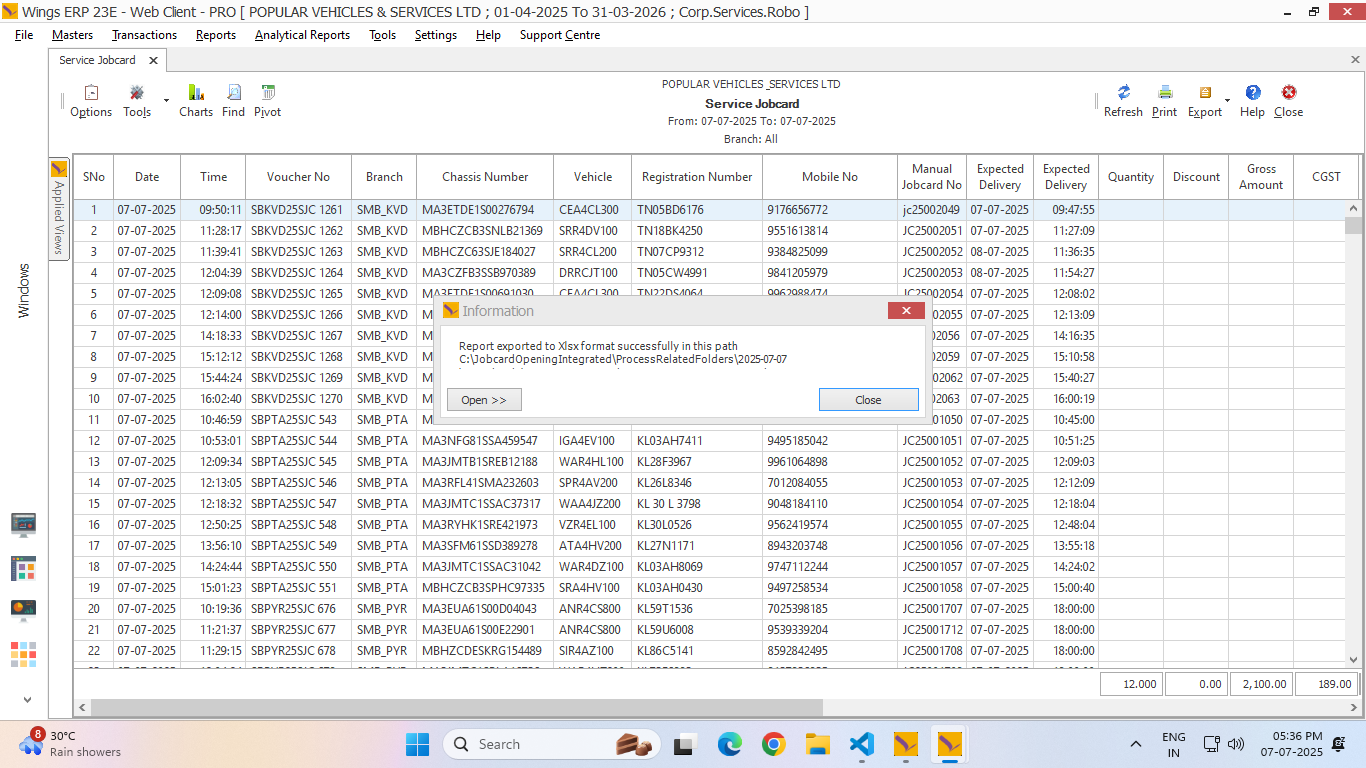 Wings ERP 23E - Web Client - PRO [ POPULAR VEHICLES & SERVICES LTD ; 01-04-2025 To 31-03-2026 ; Corp.Services.Robo ]
File Masters Transactions Reports Analytical Reports Tools Settings Help Support Centre
Service Jobcard
POPULAR VEHICLES_SERVICES LTD
Service Jobcard
From: 07-07-2025 To: 07-07-2025
Branch: All
Options Tools Charts Find Pivot Refresh Print Export Help Close
Applied Views
Windows
SNo Date Time Voucher No Branch Chassis Number Vehicle Registration Number Mobile No Manual Jobcard No Expected Delivery Expected Delivery Quantity Discount Gross Amount CGST
1 07-07-2025 09:50:11 SBKVD25SJC 1261 SMB_KVD MA3ETDE1S00276794 CEA4CL300 TN05BD6176 9176656772 jc25002049 07-07-2025 09:47:55
2 07-07-2025 11:28:17 SBKVD25SJC 1262 SMB_KVD MBHCZCB3SNLB21369 SRR4DV100 TN18BK4250 9551613814 JC25002051 07-07-2025 11:27:09
3 07-07-2025 11:39:41 SBKVD25SJC 1263 SMB_KVD MBHCZC63SJE184027 SRR4CL200 TN07CP9312 9384825099 JC25002052 08-07-2025 11:36:35
4 07-07-2025 12:04:39 SBKVD25SJC 1264 SMB_KVD MA3CZFB3SSB970389 DRRCJT100 TN05CW4991 9841205979 JC25002053 08-07-2025 11:54:27
5 07-07-2025 12:09:08 SBKVD25SJC 1265 SMB_KVD MA3ETDE1S00691030 CEA4CL300 TN22DS4064 9962988474 JC25002054 07-07-2025 12:08:02
6 07-07-2025 12:14:00 SBKVD25SJC 1266 SMB_KVD 2055 07-07-2025 12:13:09
7 07-07-2025 14:18:33 SBKVD25SJC 1267 SMB_KVD 2056 07-07-2025 14:16:35
8 07-07-2025 15:12:12 SBKVD25SJC 1268 SMB_KVD 2059 07-07-2025 15:10:58
9 07-07-2025 15:44:24 SBKVD25SJC 1269 SMB_KVD 2062 07-07-2025 15:40:27
10 07-07-2025 16:02:40 SBKVD25SJC 1270 SMB_KVD 2063 07-07-2025 16:00:19
11 07-07-2025 10:46:59 SBPTA25SJC 543 SMB_PTA 1050 07-07-2025 10:45:00
12 07-07-2025 10:53:01 SBPTA25SJC 544 SMB_PTA MA3NFG81SSA459547 IGA4EV100 KL03AH7411 9495185042 JC25001051 07-07-2025 10:51:25
13 07-07-2025 12:09:34 SBPTA25SJC 545 SMB_PTA MA3JMTB1SREB12188 WAR4HL100 KL28F3967 9961064898 JC25001052 07-07-2025 12:09:03
14 07-07-2025 12:13:05 SBPTA25SJC 546 SMB_PTA MA3RFL41SMA232603 SPR4AV200 KL26L8346 7012084055 JC25001053 07-07-2025 12:12:09
15 07-07-2025 12:18:32 SBPTA25SJC 547 SMB_PTA MA3JMTC1SSAC37317 WAA4JZ200 KL 30 L 3798 9048184110 JC25001054 07-07-2025 12:18:04
16 07-07-2025 12:50:25 SBPTA25SJC 548 SMB_PTA MA3RYHK1SRE421973 VZR4EL100 KL30L0526 9562419574 JC25001055 07-07-2025 12:48:04
17 07-07-2025 13:56:10 SBPTA25SJC 549 SMB_PTA MA3SFM61SSD389278 ATA4HV200 KL27N1171 8943203748 JC25001056 07-07-2025 13:55:18
18 07-07-2025 14:24:44 SBPTA25SJC 550 SMB_PTA MA3JMTC1SSAC31042 WAR4DZ100 KL03AH8069 9747112244 JC25001057 07-07-2025 14:24:02
19 07-07-2025 15:01:23 SBPTA25SJC 551 SMB_PTA MBHCZCB3SPHC97335 SRA4HV100 KL03AH0430 9497258534 JC25001058 07-07-2025 15:00:40
20 07-07-2025 10:19:36 SBPYR25SJC 676 SMB_PYR MA3EUA61S00D04043 ANR4CS800 KL59T1536 7025398185 JC25001707 07-07-2025 18:00:00
21 07-07-2025 11:21:37 SBPYR25SJC 677 SMB_PYR MA3EUA61S00E22901 ANR4CS800 KL59U6008 9539339204 JC25001712 07-07-2025 18:00:00
22 07-07-2025 11:29:15 SBPYR25SJC 678 SMB_PYR MBHZCDESKRG154489 SIR4AZ100 KL86C5141 8592842495 JC25001708 07-07-2025 18:00:00
12.000 0.00 2,100.00 189.00
Information
Report exported to Xlsx format successfully in this path
C:\JobcardOpeningIntegrated\ProcessRelatedFolders\2025-07-07
Open >> Close
8 30°C
Rain showers
Search
ENG
IN
05:36 PM
07-07-2025